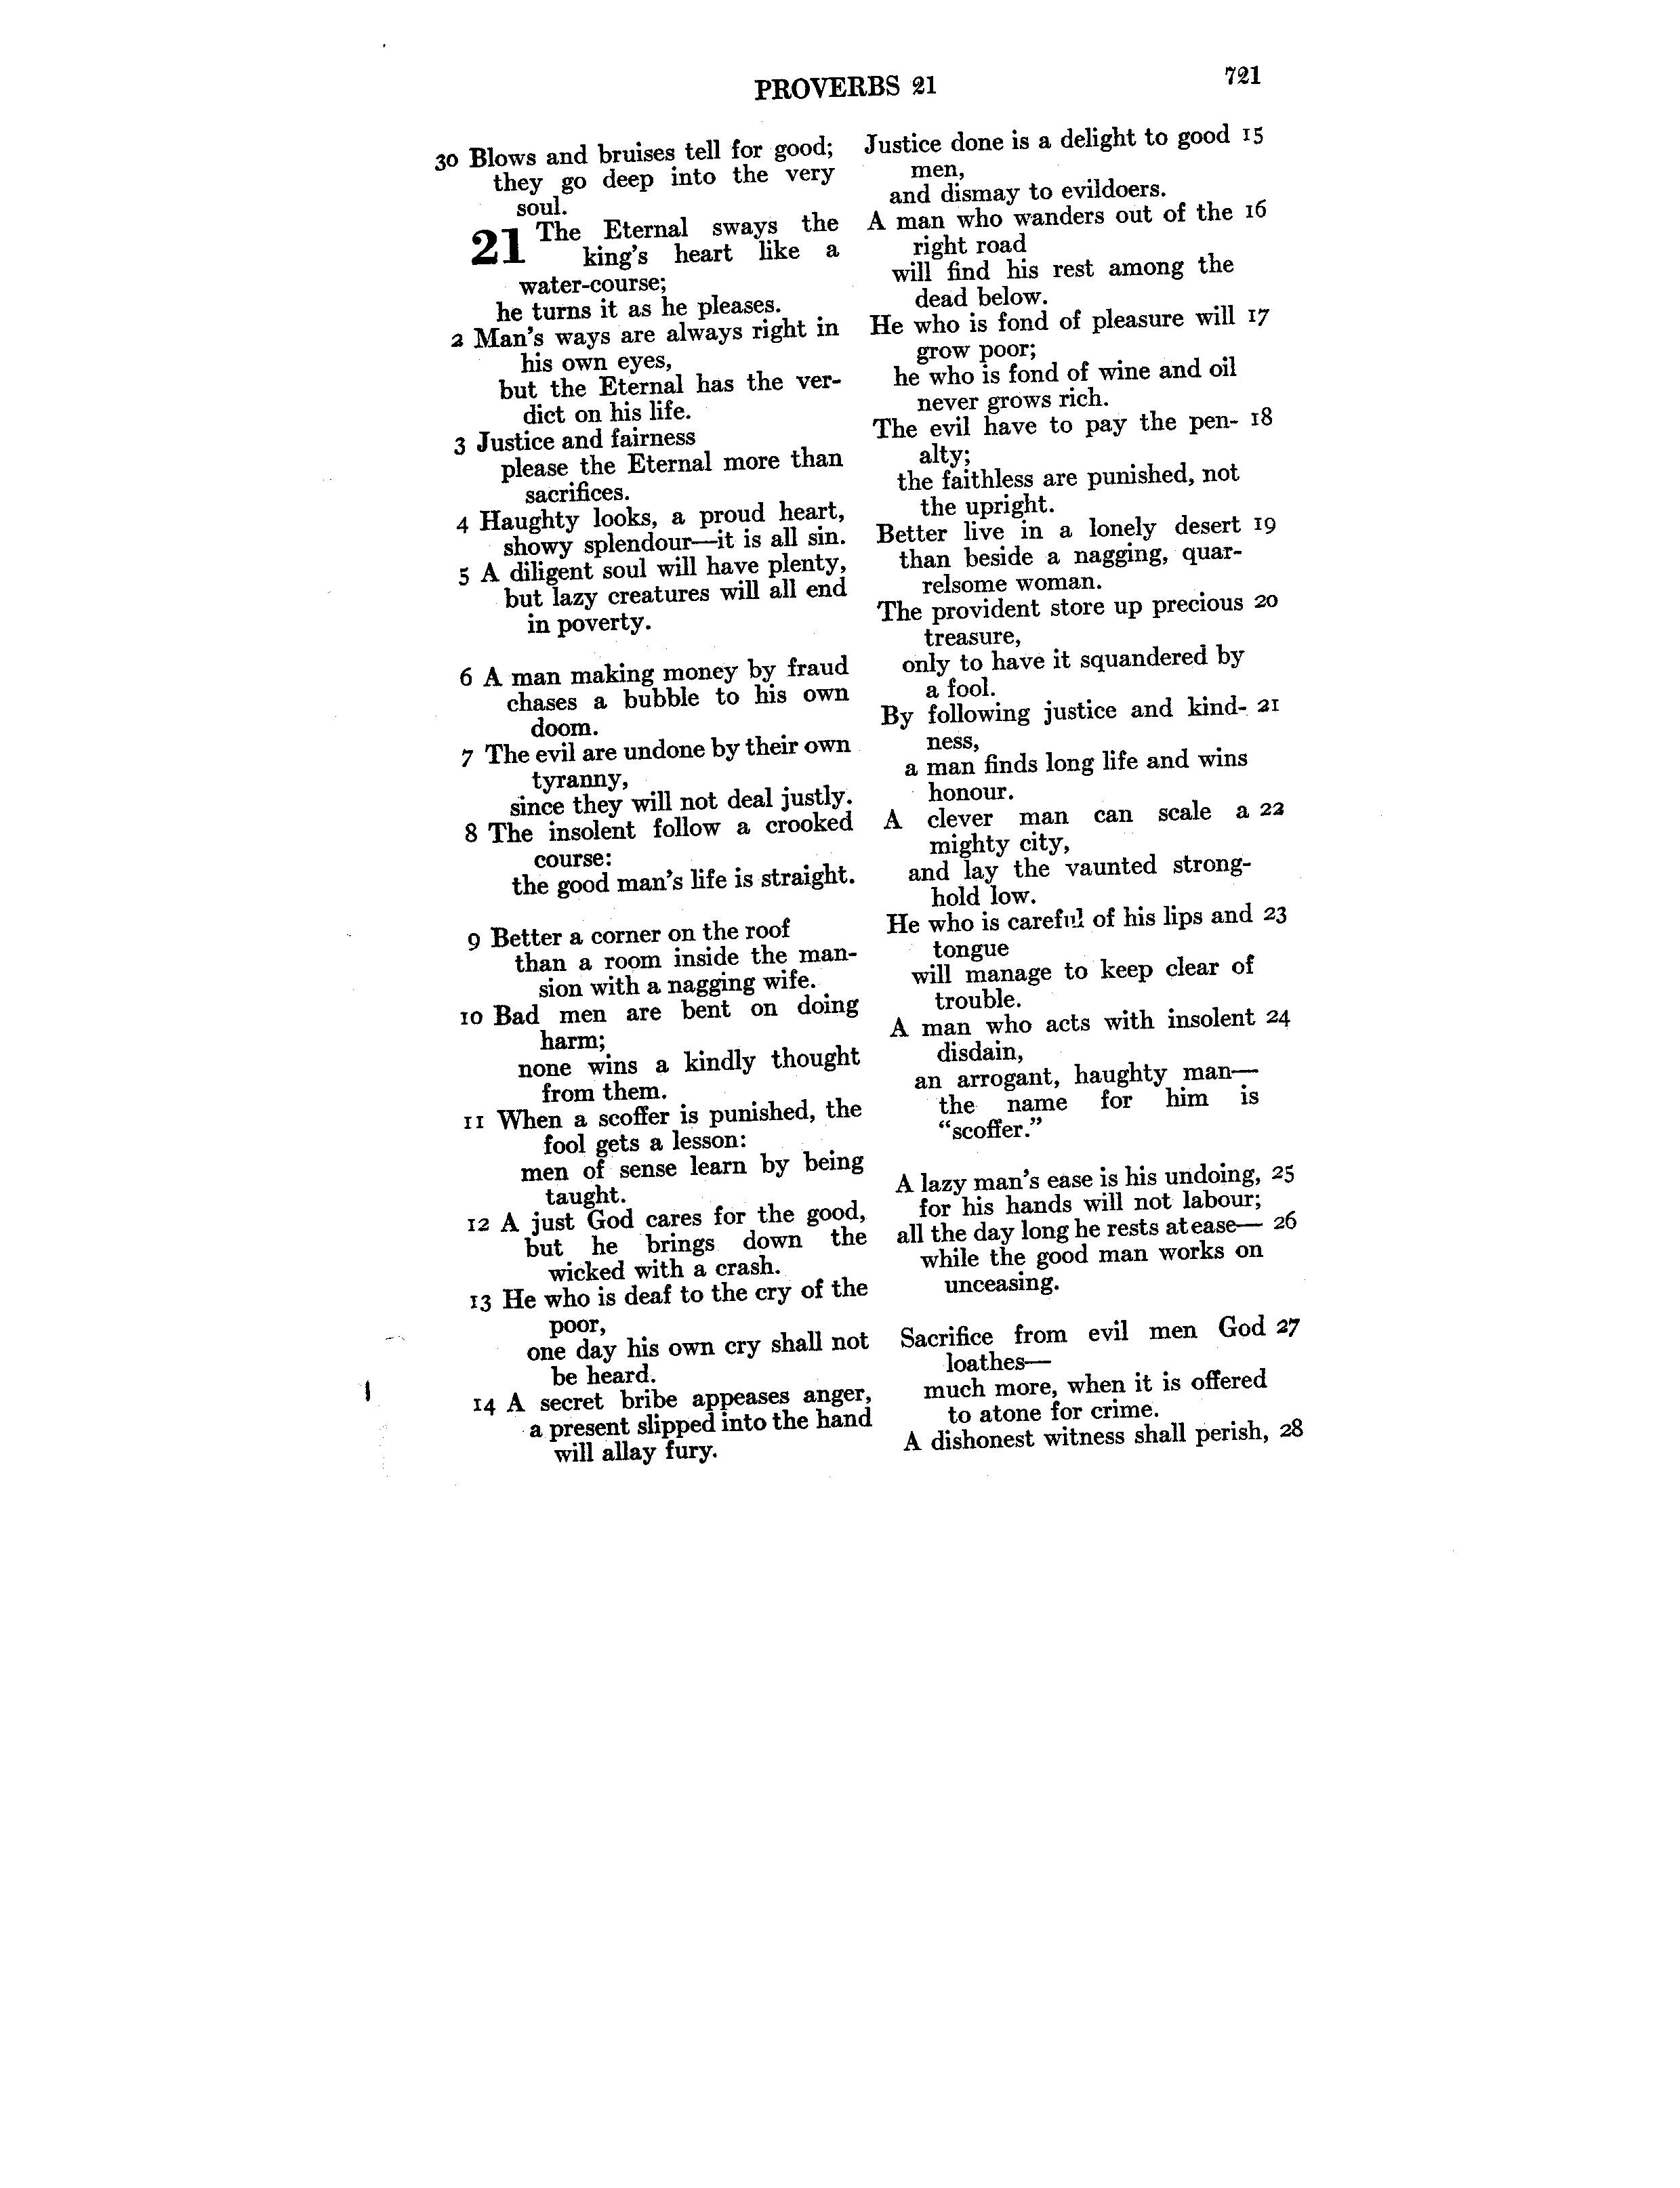 PROVERBS 21
721
30 Blows and bruises tell for good;
they go deep into the very
soul.
21 The Eternal sways the
king's heart like a
water-course;
he turns it as he pleases.
2 Man's ways are always right in
his own eyes,
but the Eternal has the ver-
dict on his life.
3 Justice and fairness
please the Eternal more than
sacrifices.
4 Haughty looks, a proud heart,
showy splendour—it is all sin.
5 A diligent soul will have plenty,
but lazy creatures will all end
in poverty.
6 A man making money by fraud
chases a bubble to his own
doom.
7 The evil are undone by their own
tyranny,
since they will not deal justly.
8 The insolent follow a crooked
course:
the good man's life is straight.
9 Better a corner on the roof
than a room inside the man-
sion with a nagging wife.
10 Bad men are bent on doing
harm;
none wins a kindly thought
from them.
11 When a scoffer is punished, the
fool gets a lesson:
men of sense learn by being
taught.
12 A just God cares for the good,
but he brings down the
wicked with a crash.
13 He who is deaf to the cry of the
poor,
one day his own cry shall not
be heard.
14 A secret bribe appeases anger,
a present slipped into the hand
will allay fury.
Justice done is a delight to good 15
men,
and dismay to evildoers.
A man who wanders out of the 16
right road
will find his rest among the
dead below.
He who is fond of pleasure will 17
grow poor;
he who is fond of wine and oil
never grows rich.
The evil have to pay the pen- 18
alty;
the faithless are punished, not
the upright.
Better live in a lonely desert 19
than beside a nagging, quar-
relsome woman.
The provident store up precious 20
treasure,
only to have it squandered by
a fool.
By following justice and kind- 21
ness,
a man finds long life and wins
honour.
A clever man can scale a 22
mighty city,
and lay the vaunted strong-
hold low.
He who is careful of his lips and 23
tongue
will manage to keep clear of
trouble.
A man who acts with insolent 24
disdain,
an arrogant, haughty man—
the name for him is
“scoffer.”
A lazy man's ease is his undoing, 25
for his hands will not labour;
all the day long he rests at ease— 26
while the good man works on
unceasing.
Sacrifice from evil men God 27
loathes—
much more, when it is offered
to atone for crime.
A dishonest witness shall perish, 28